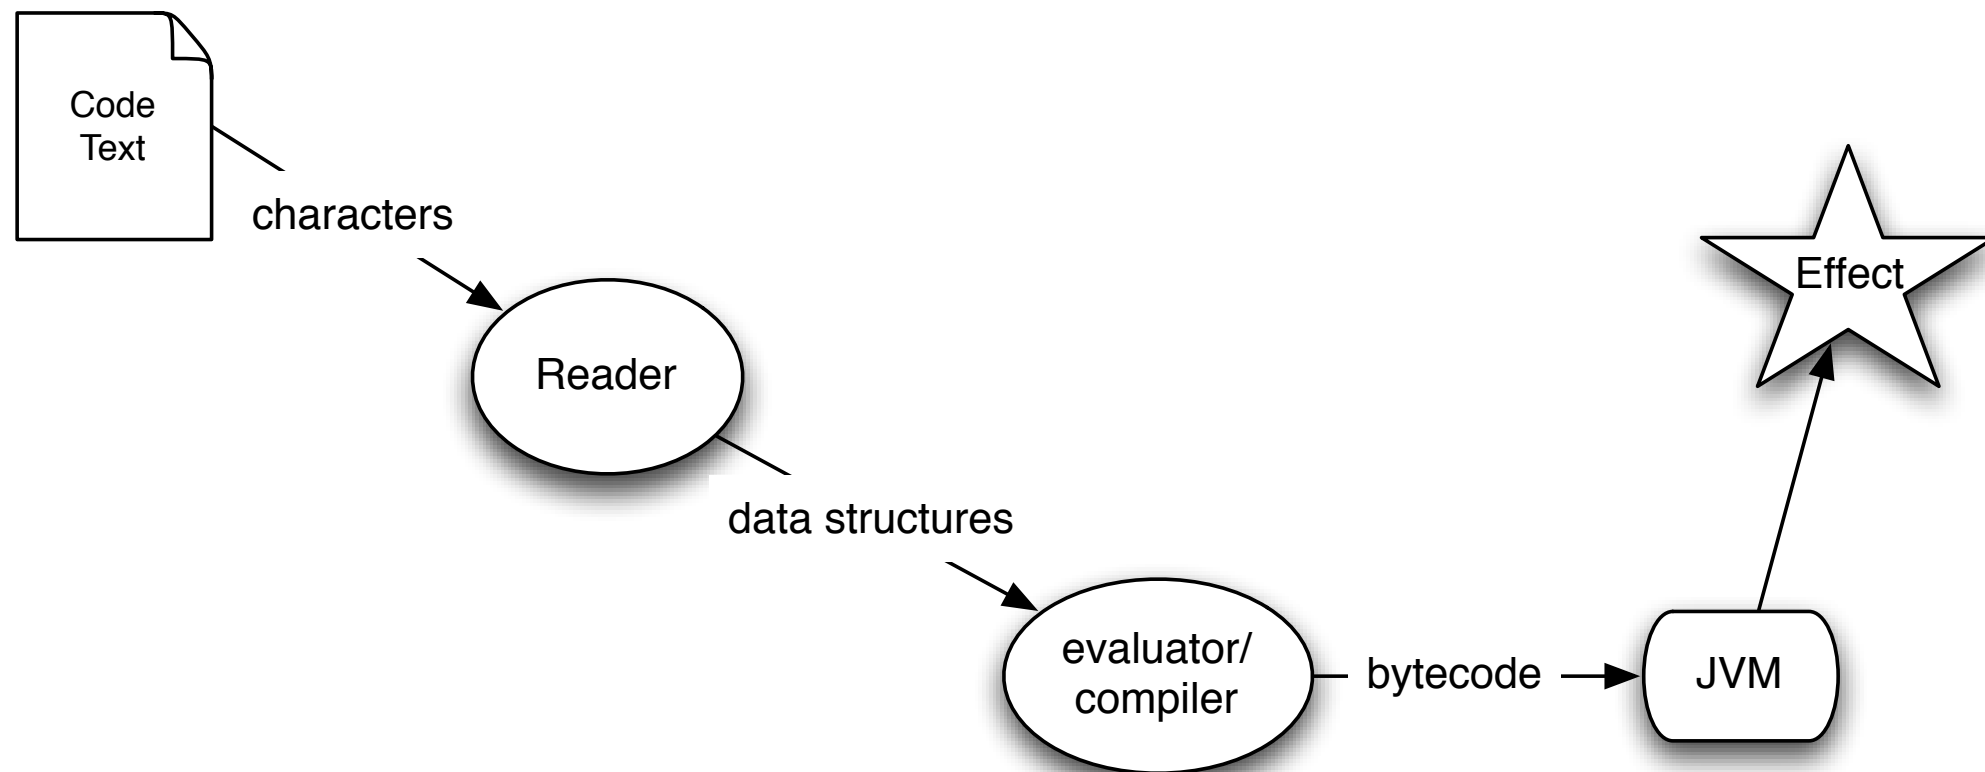 Code
Text
characters
Effect
Reader
data structures
evaluator/
compiler
bytecode
JVM